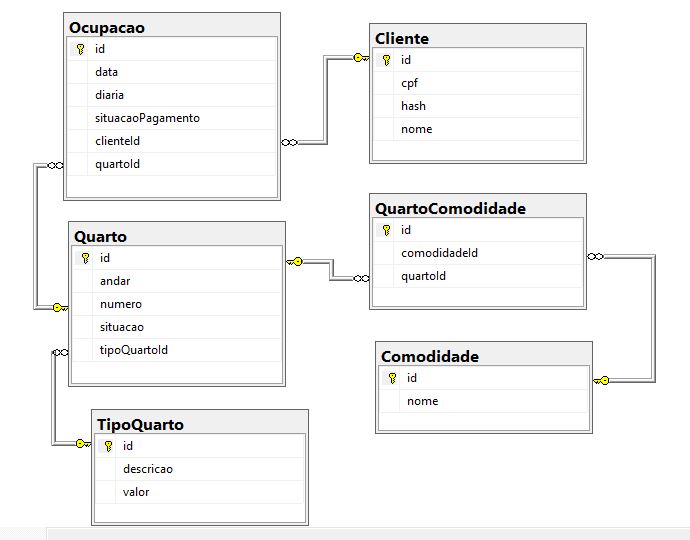 Ocupacao
id
data
diaria
situacaoPagamento
clienteId
quartoId
Cliente
id
cpf
hash
nome
Quarto
id
andar
numero
situacao
tipoQuartoId
QuartoComodidade
id
comodidadeId
quartoId
Comodidade
id
nome
TipoQuarto
id
descricao
valor